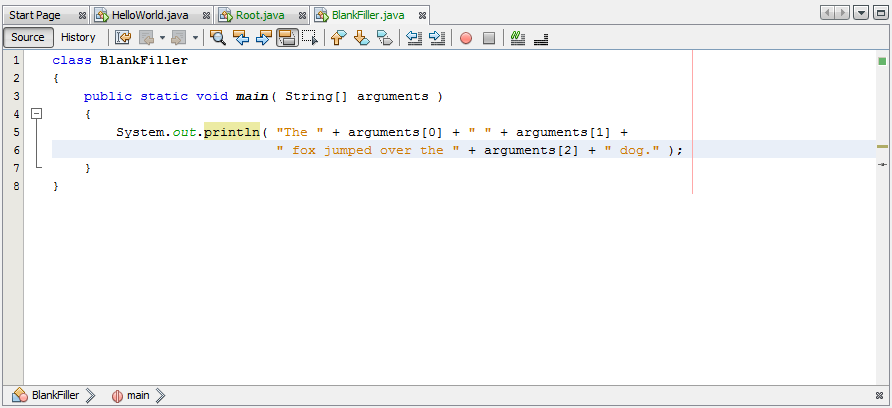 Start Page HelloWorld.java Root.java BlankFiller.java
Source History
1 class BlankFiller
2 {
3     public static void main( String[] arguments )
4     {
5         System.out.println( "The " + arguments[0] + " " + arguments[1] +
6                             " fox jumped over the " + arguments[2] + " dog." );
7     }
8 }
BlankFiller main